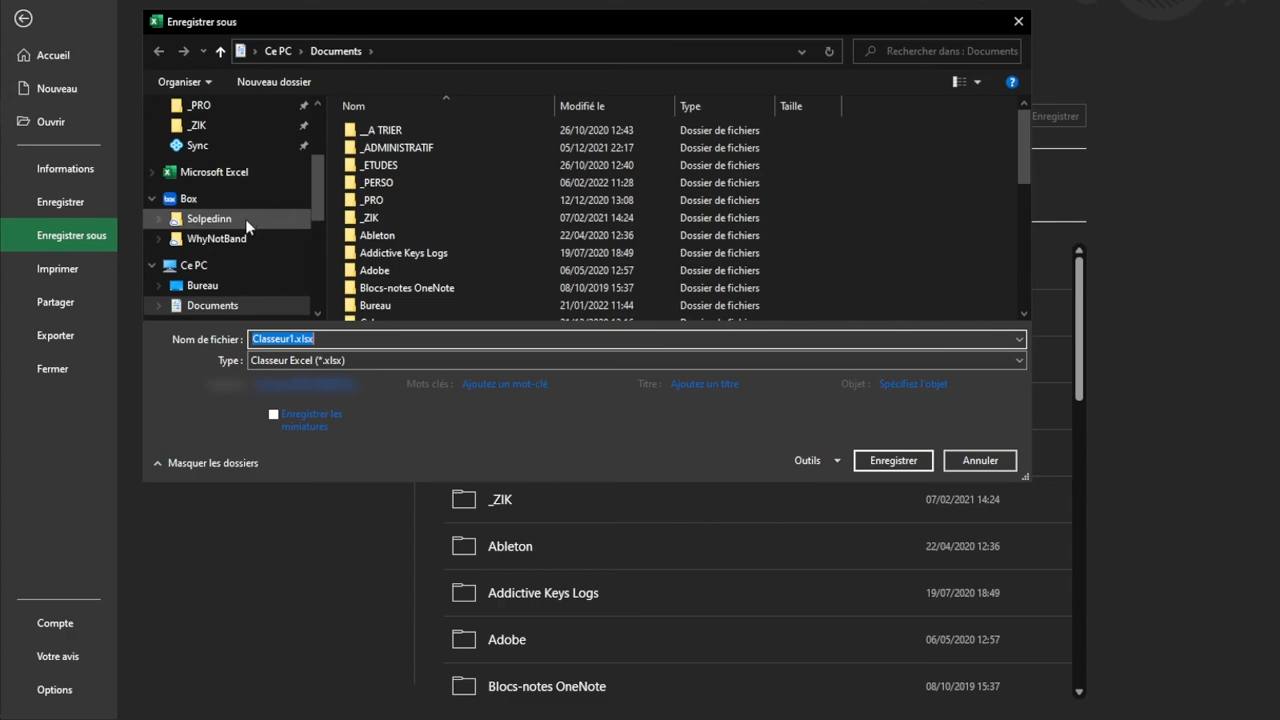 Enregistrer sous
Ce PC > Documents >
Rechercher dans : Documents
Organiser
Nouveau dossier
Accueil
Nouveau
Ouvrir
Informations
Enregistrer
Enregistrer sous
Imprimer
Partager
Exporter
Fermer
Compte
Votre avis
Options
_PRO
_ZIK
Sync
Microsoft Excel
Box
Solpedinn
WhyNotBand
Ce PC
Bureau
Documents
Nom Modifié le Type Taille
__A TRIER 26/10/2020 12:43 Dossier de fichiers
_ADMINISTRATIF 05/12/2021 22:17 Dossier de fichiers
_ETUDES 26/10/2020 12:40 Dossier de fichiers
_PERSO 06/02/2022 11:28 Dossier de fichiers
_PRO 12/12/2020 13:08 Dossier de fichiers
_ZIK 07/02/2021 14:24 Dossier de fichiers
Ableton 22/04/2020 12:36 Dossier de fichiers
Addictive Keys Logs 19/07/2020 18:49 Dossier de fichiers
Adobe 06/05/2020 12:57 Dossier de fichiers
Blocs-notes OneNote 08/10/2019 15:37 Dossier de fichiers
Bureau 21/01/2022 11:44 Dossier de fichiers
Enregistrer
Nom de fichier : Classeur1.xlsx
Type : Classeur Excel (*.xlsx)
Mots clés : Ajoutez un mot-clé
Titre : Ajoutez un titre
Objet : Spécifiez l'objet
Enregistrer les
miniatures
Masquer les dossiers
Outils
Enregistrer
Annuler
_ZIK 07/02/2021 14:24
Ableton 22/04/2020 12:36
Addictive Keys Logs 19/07/2020 18:49
Adobe 06/05/2020 12:57
Blocs-notes OneNote 08/10/2019 15:37